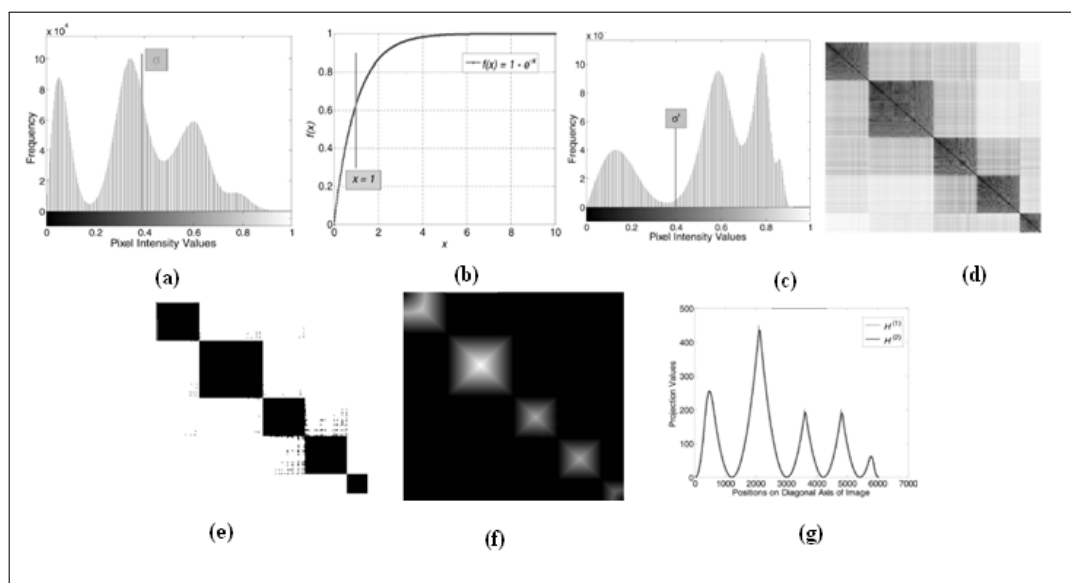 x 10⁴
10
8
6
4
2
0
Frequency
σ
0 0.2 0.4 0.6 0.8 1
Pixel Intensity Values
(a)
1
0.8
0.6
0.4
0.2
0
f(x)
f(x) = 1 - e⁻ˣ
x = 1
0 2 4 6 8 10
x
(b)
x 10
10
8
6
4
2
0
Frequency
σ'
0 0.2 0.4 0.6 0.8 1
Pixel Intensity Values
(c)
(d)
(e)
(f)
500
400
300
200
100
0
Projection Values
H⁽¹⁾
H⁽²⁾
0 1000 2000 3000 4000 5000 6000 7000
Positions on Diagonal Axis of Image
(g)